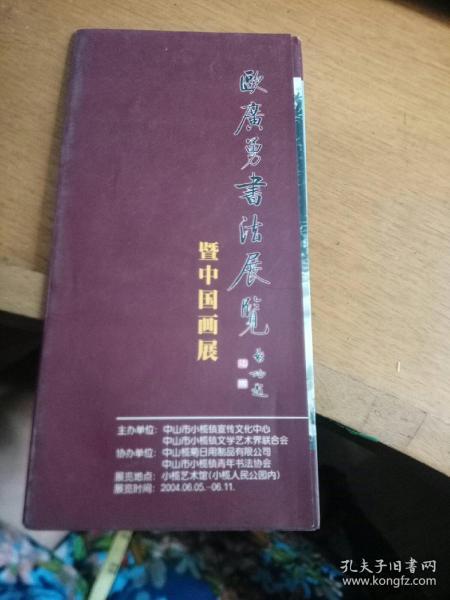 歐廣勇書法展覽
啟功題
暨中国画展
主办单位：中山市小榄镇宣传文化中心
中山市小榄镇文学艺术界联合会
协办单位：中山榄菊日用制品有限公司
中山市小榄镇青年书法协会
展览地点：小榄艺术馆(小榄人民公园内)
展览时间：2004.06.05.-06.11.
孔夫子旧书网
www.kongfz.com